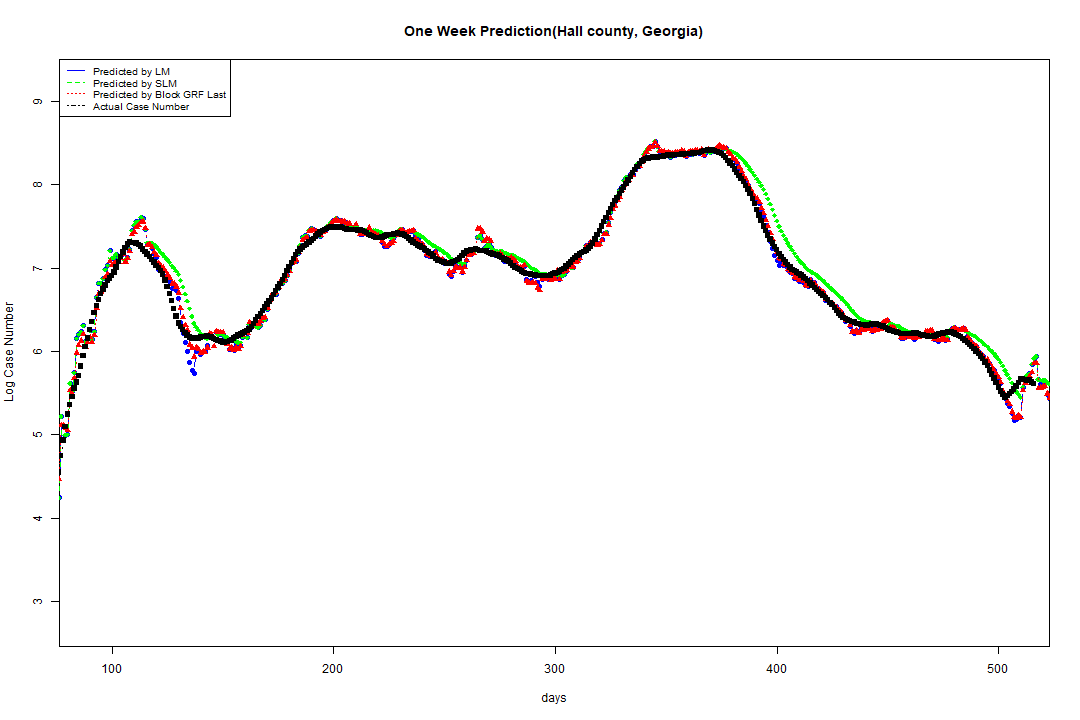 One Week Prediction(Hall county, Georgia)
Predicted by LM
Predicted by SLM
Predicted by Block GRF Last
Actual Case Number
9
8
7
6
5
4
3
Log Case Number
100 200 300 400 500
days